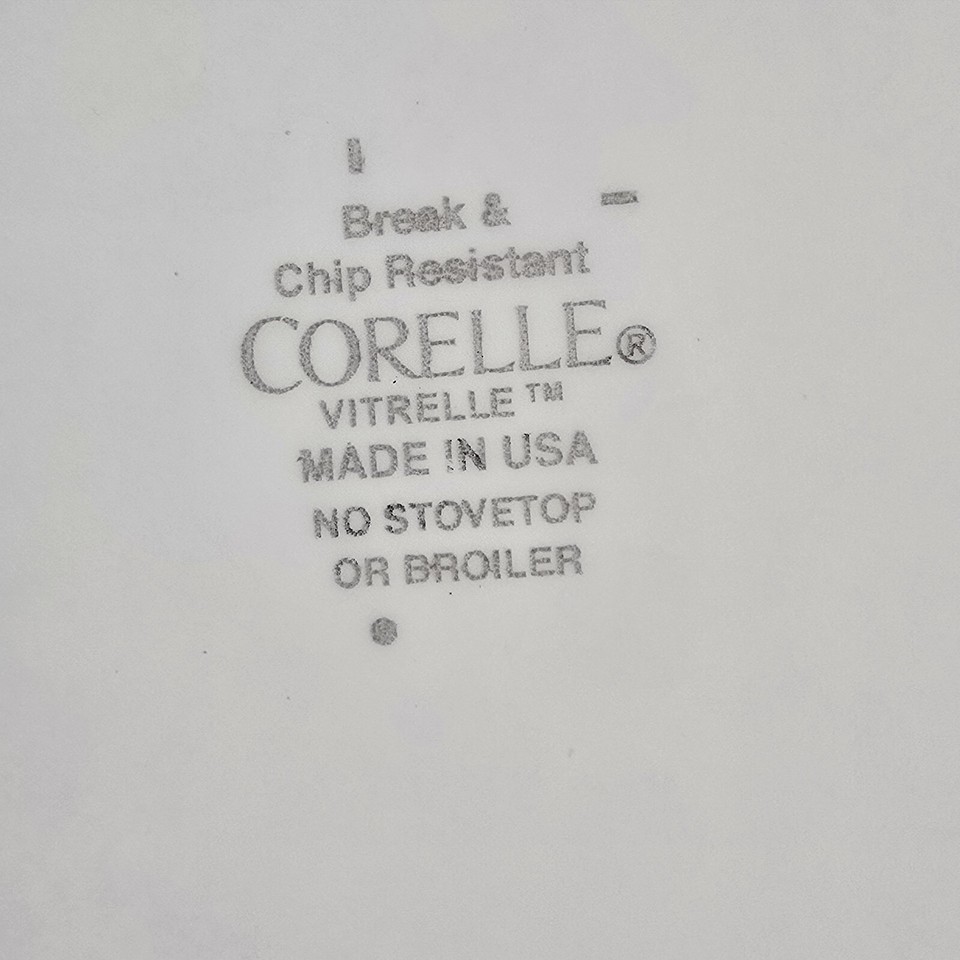 Break &
Chip Resistant
CORELLE®
VITRELLE™
MADE IN USA
NO STOVETOP
OR BROILER